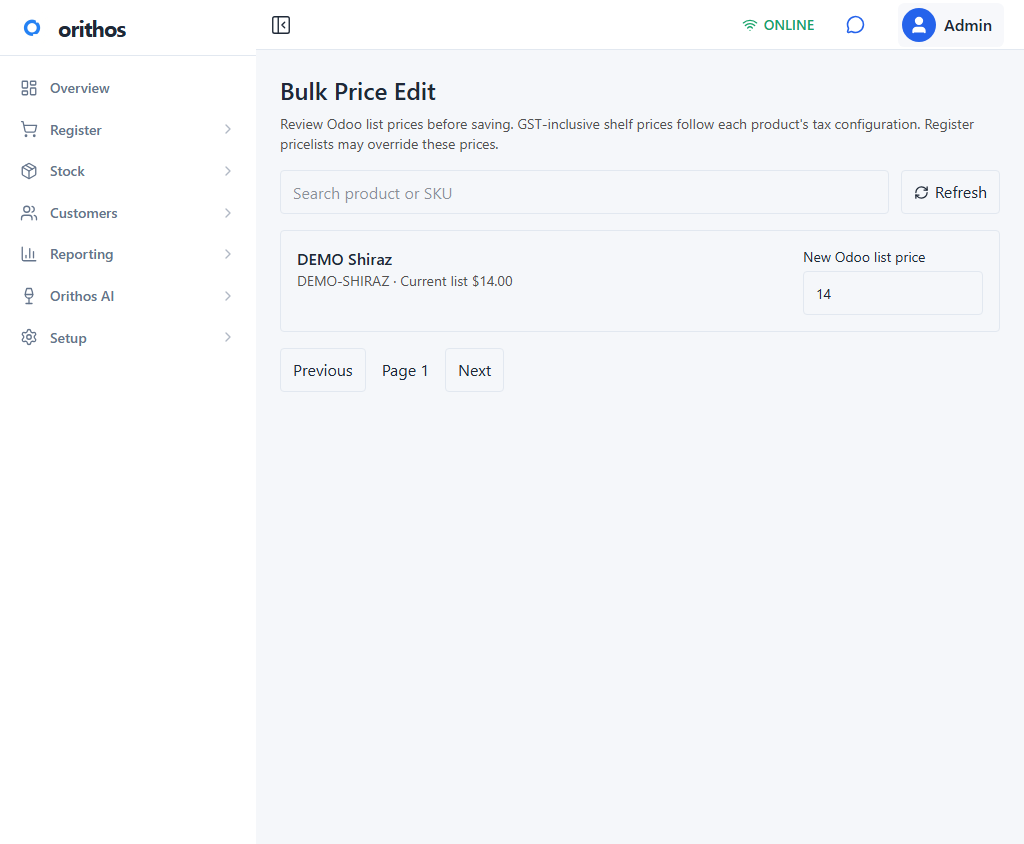 orithos
ONLINE
Admin
Overview
Register
Stock
Customers
Reporting
Orithos AI
Setup
Bulk Price Edit
Review Odoo list prices before saving. GST-inclusive shelf prices follow each product's tax configuration. Register
pricelists may override these prices.
Search product or SKU
Refresh
DEMO Shiraz
DEMO-SHIRAZ · Current list $14.00
New Odoo list price
14
Previous
Page 1
Next